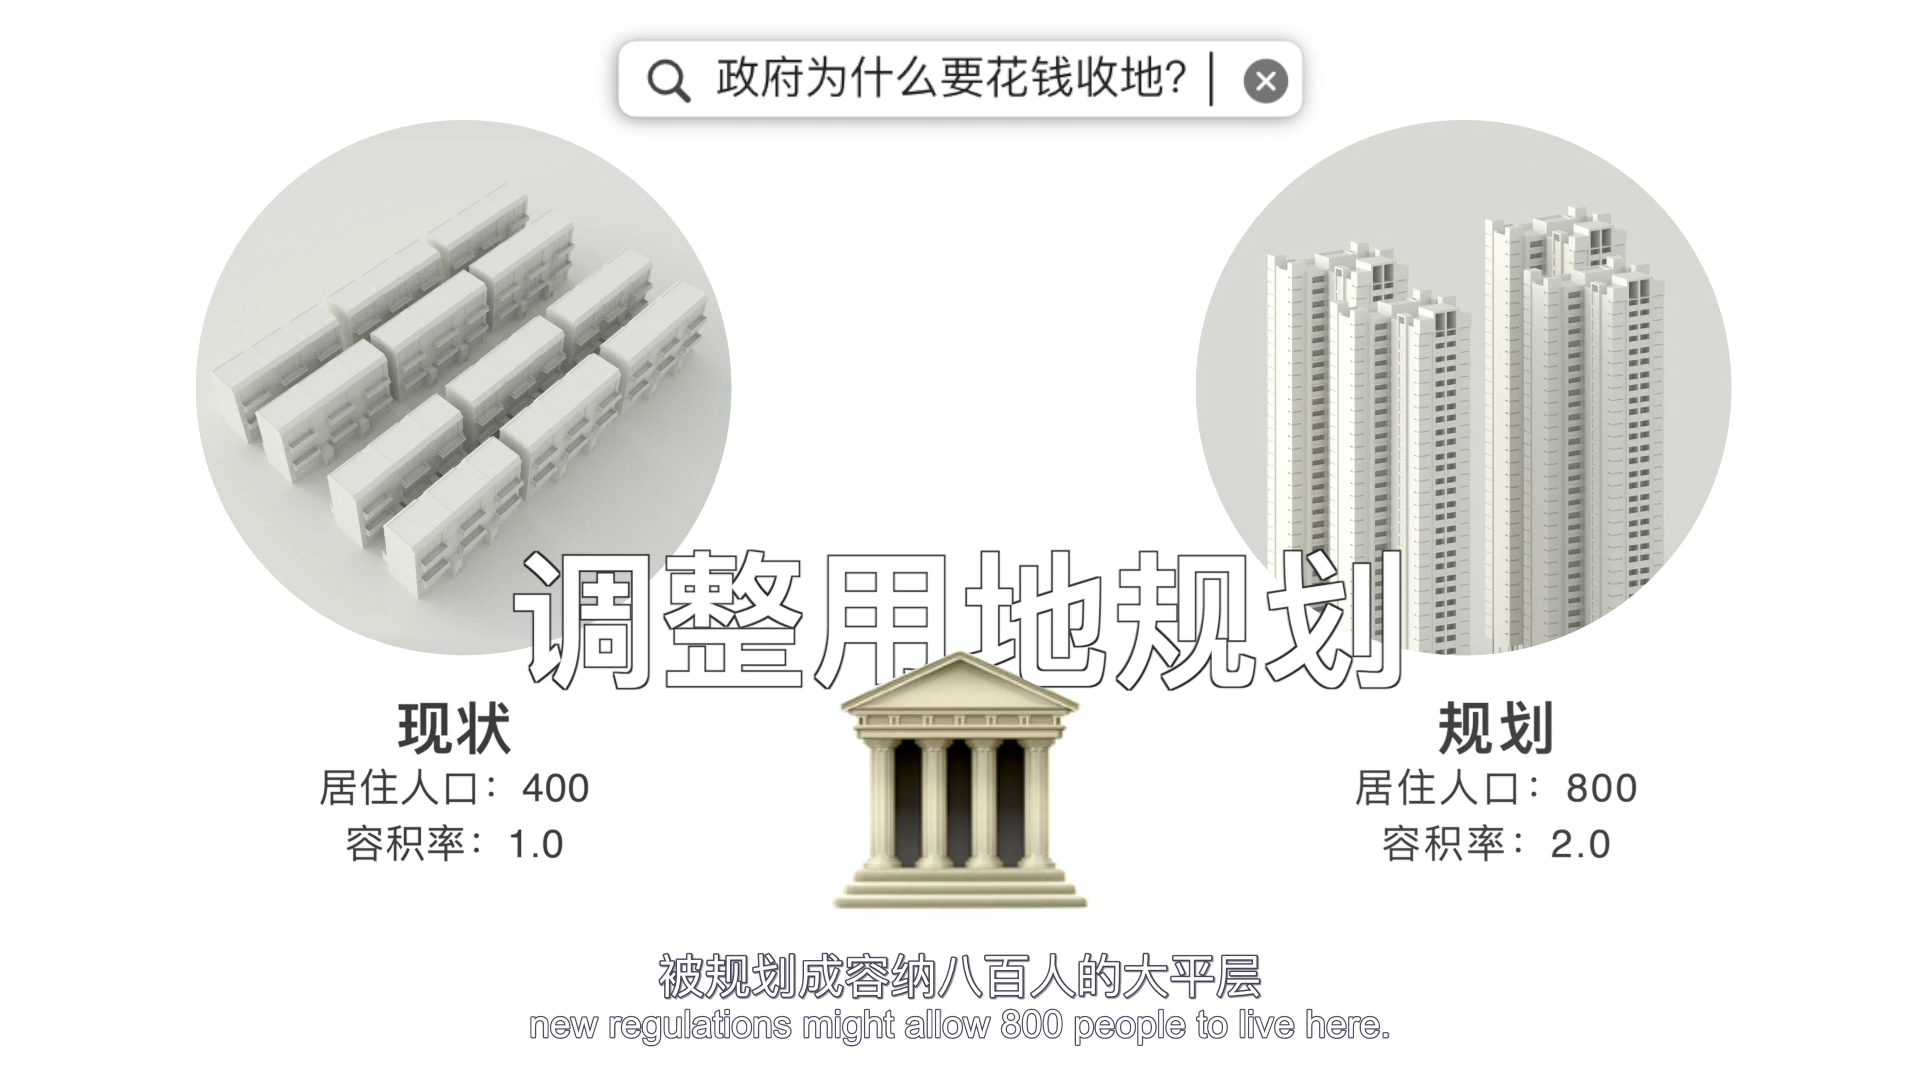 政府为什么要花钱收地?
调整用地规划
现状
居住人口：400
容积率：1.0
规划
居住人口：800
容积率：2.0
被规划成容纳八百人的大平层
new regulations might allow 800 people to live here.